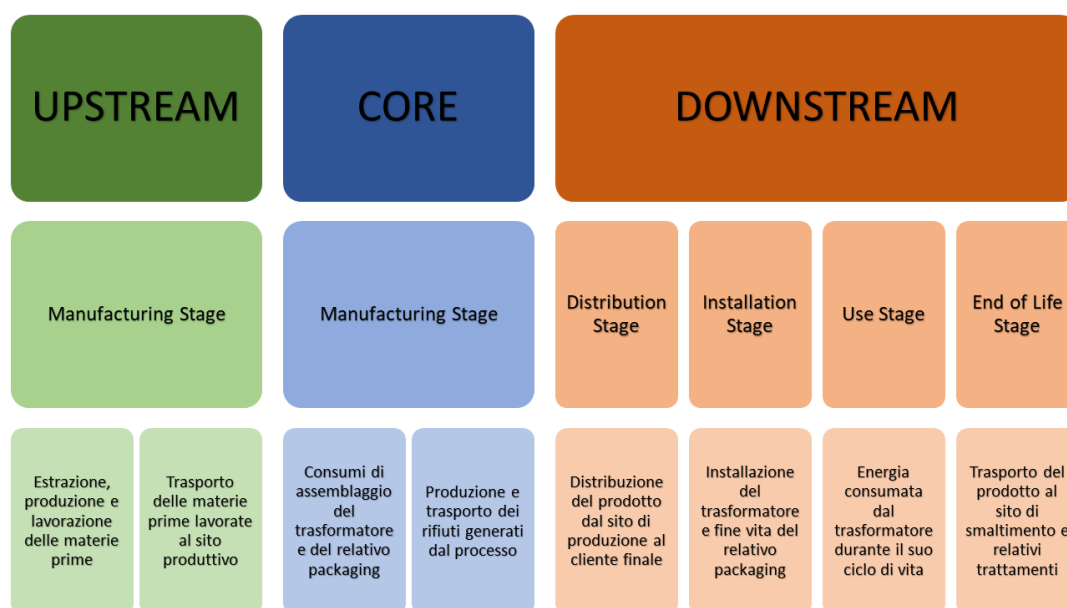 UPSTREAM
CORE
DOWNSTREAM
Manufacturing Stage
Manufacturing Stage
Distribution
Stage
Installation
Stage
Use Stage
End of Life
Stage
Estrazione,
produzione e
lavorazione
delle materie
prime
Trasporto
delle materie
prime lavorate
al sito
produttivo
Consumi di
assemblaggio
del
trasformatore
e del relativo
packaging
Produzione e
trasporto dei
rifiuti generati
dal processo
Distribuzione
del prodotto
dal sito di
produzione al
cliente finale
Installazione
del
trasformatore
e fine vita del
relativo
packaging
Energia
consumata
dal
trasformatore
durante il suo
ciclo di vita
Trasporto del
prodotto al
sito di
smaltimento e
relativi
trattamenti